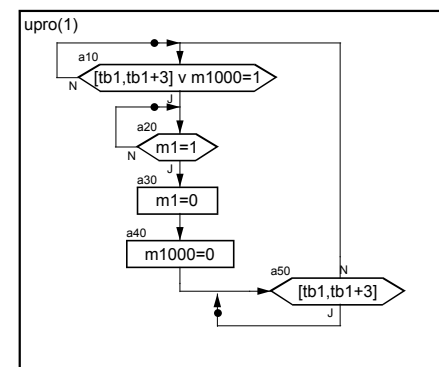 upro(1)
a10
[tb1,tb1+3] v m1000=1
N
J
a20
m1=1
N
J
a30
m1=0
a40
m1000=0
a50
N
[tb1,tb1+3]
J